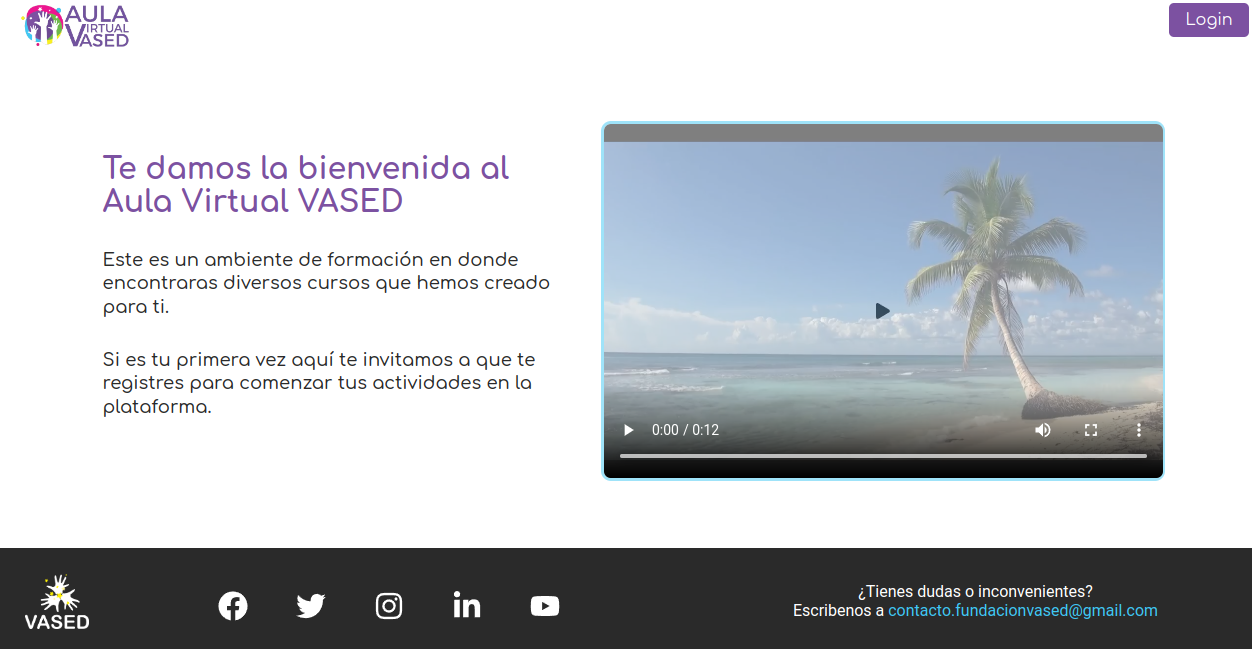 AULA
VIRTUAL
VASED
Login
Te damos la bienvenida al
Aula Virtual VASED
Este es un ambiente de formación en donde
encontraras diversos cursos que hemos creado
para ti.
Si es tu primera vez aquí te invitamos a que te
registres para comenzar tus actividades en la
plataforma.
0:00 / 0:12
VASED
¿Tienes dudas o inconvenientes?
Escribenos a contacto.fundacionvased@gmail.com